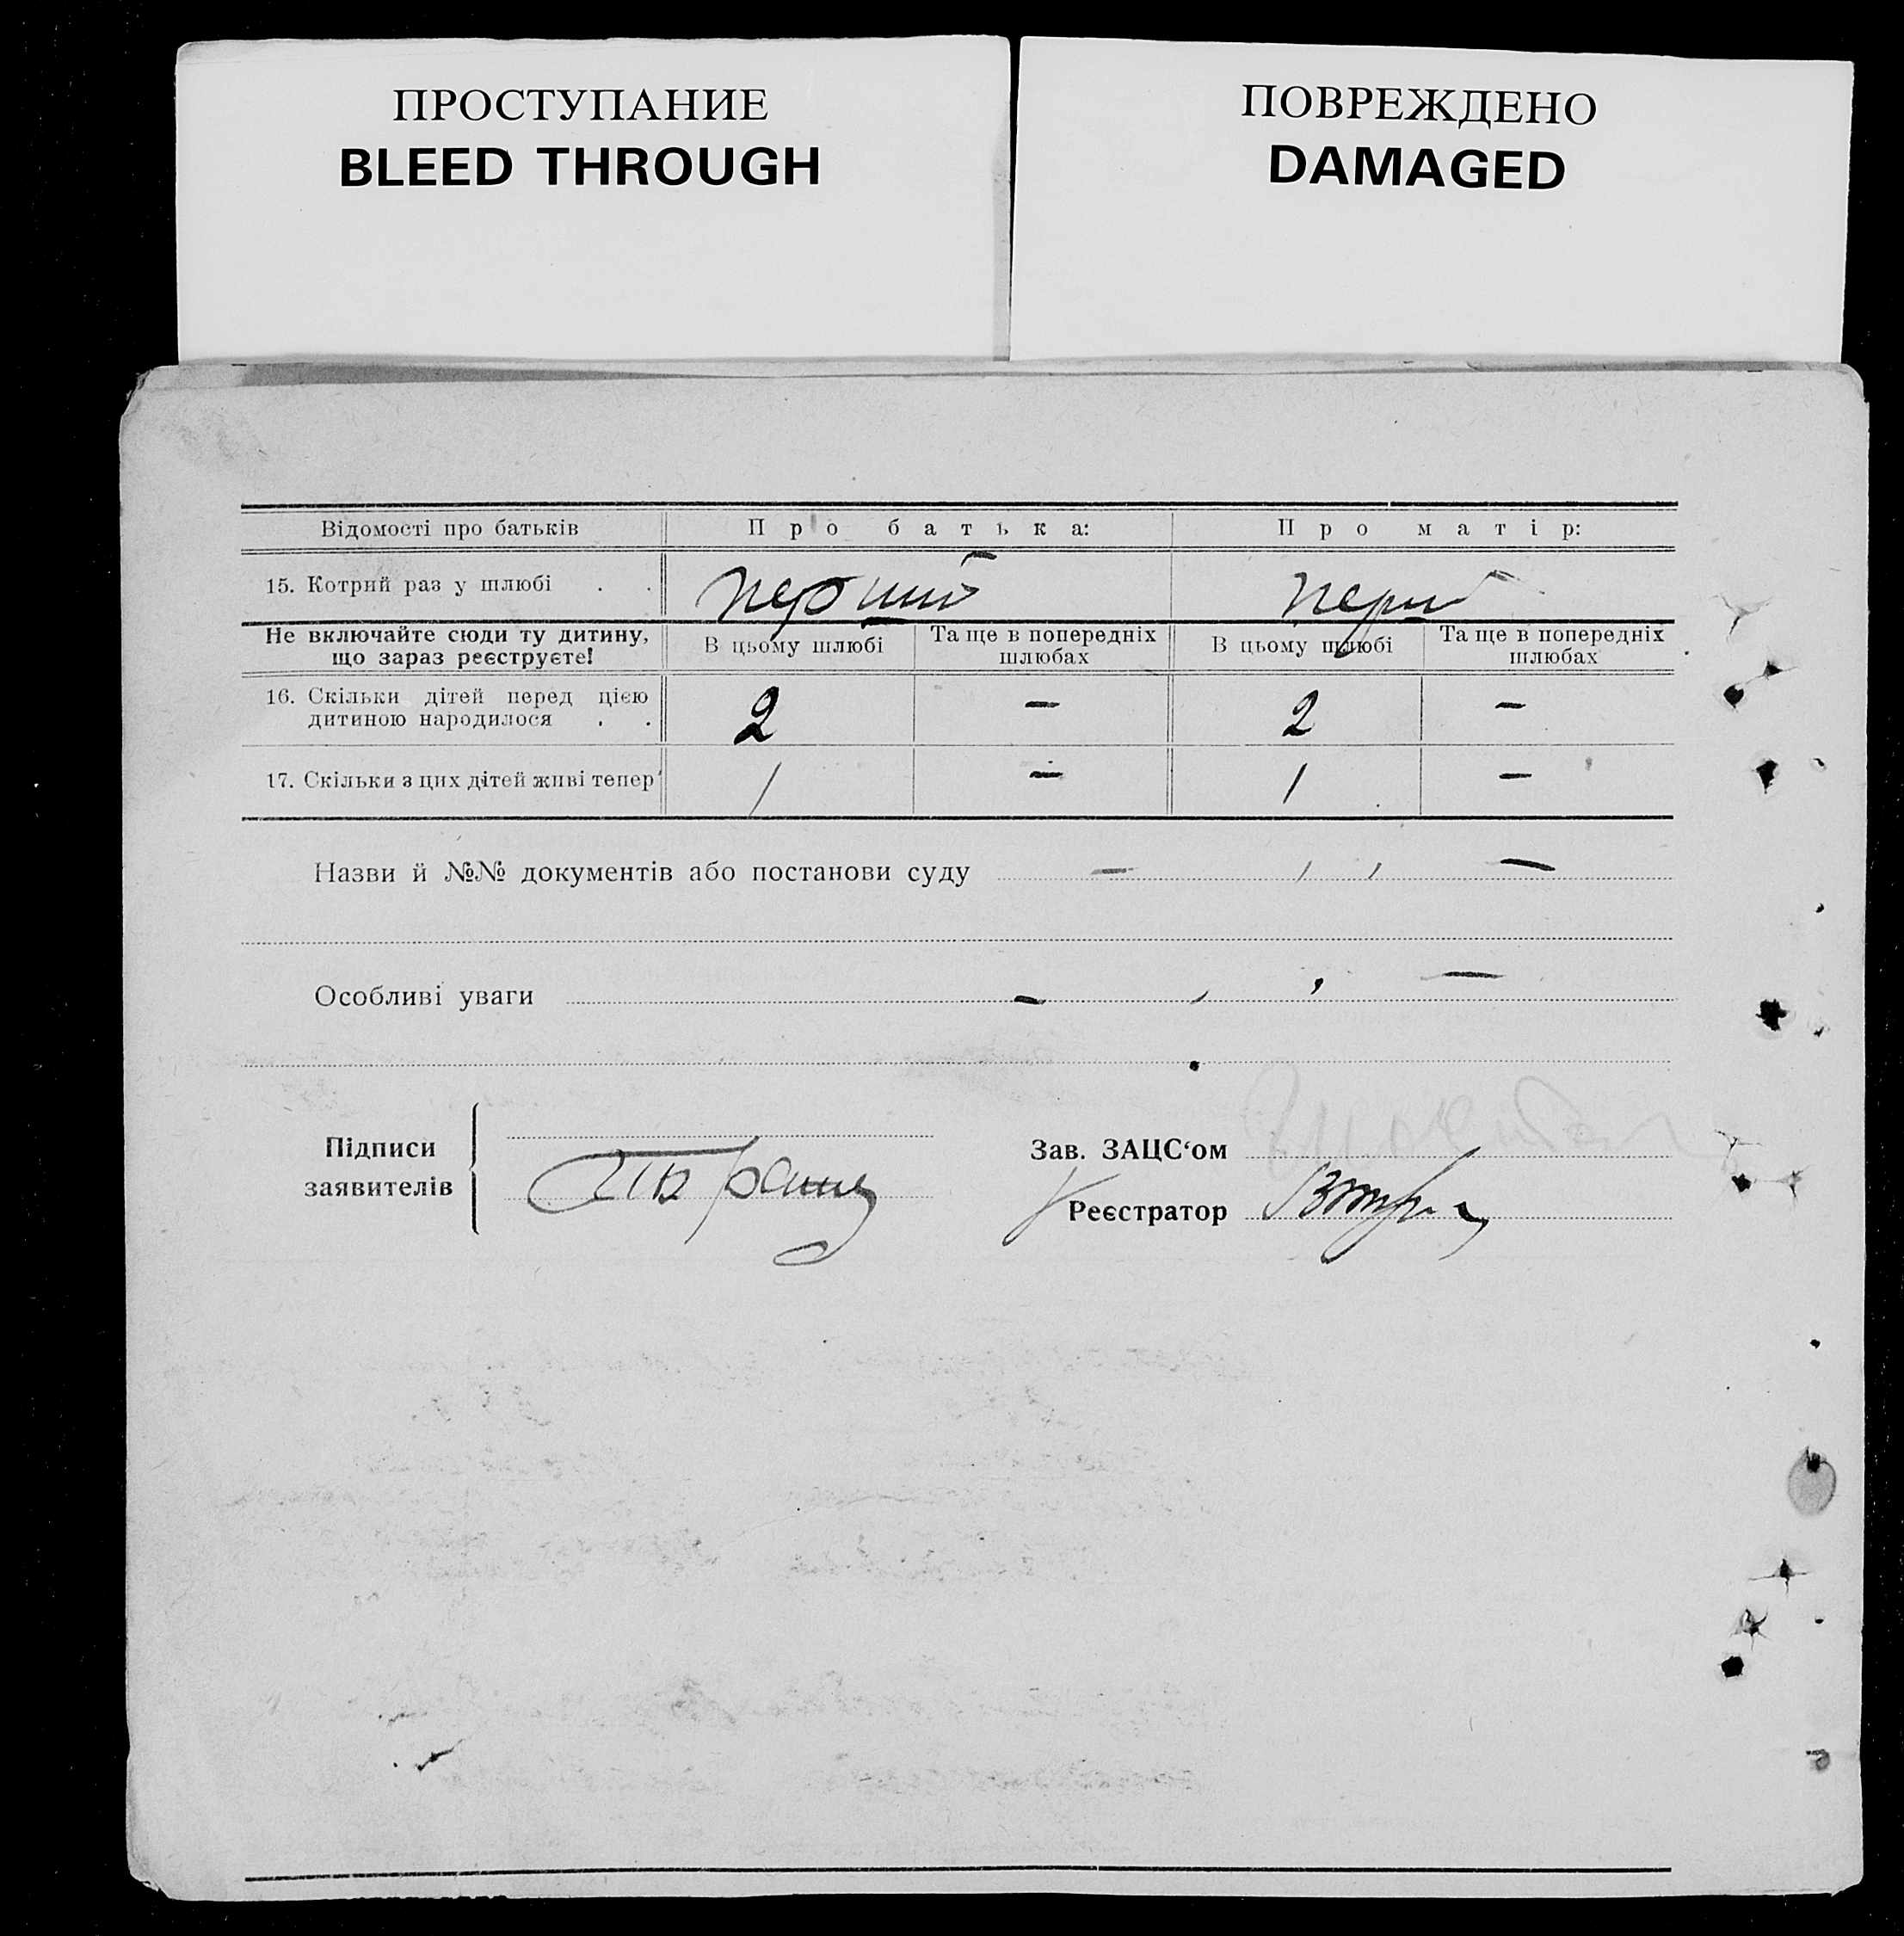 ПРОСТУПАНИЕ
BLEED THROUGH
ПОВРЕЖДЕНО
DAMAGED
Відомості про батьків Про батька: Про матір:
15. Котрий раз у шлюбі . . перший перш
Не включайте сюди ту дитину, що зараз реєструєте! В цьому шлюбі Та ще в попередніх шлюбах В цьому шлюбі Та ще в попередніх шлюбах
16. Скільки дітей перед цією дитиною народилося . . 2 — 2 —
17. Скільки з цих дітей живі тепер 1 — 1 —
Назви й №№ документів або постанови суду — —
Особливі уваги — —
Підписи заявителів
Зав. ЗАЦС‘ом
Реєстратор